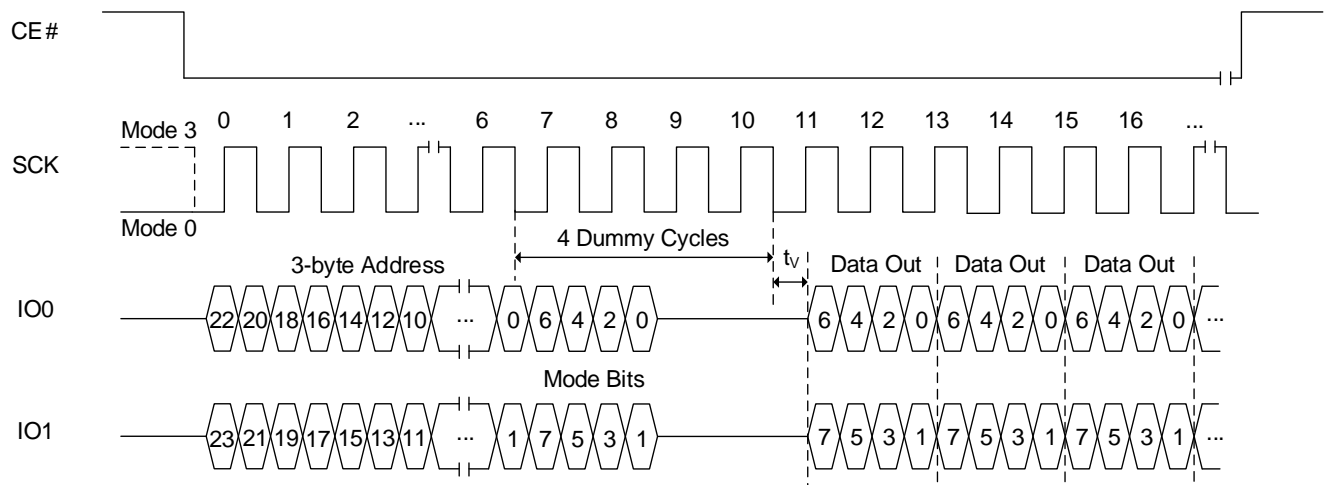 CE#
0 1 2 ... 6 7 8 9 10 11 12 13 14 15 16 ...
Mode 3
SCK
Mode 0
4 Dummy Cycles
3-byte Address
tV
Data Out Data Out Data Out
IO0
22 20 18 16 14 12 10 ... 0 6 4 2 0 6 4 2 0 6 4 2 0 6 4 2 0 ...
Mode Bits
IO1
23 21 19 17 15 13 11 ... 1 7 5 3 1 7 5 3 1 7 5 3 1 7 5 3 1 ...